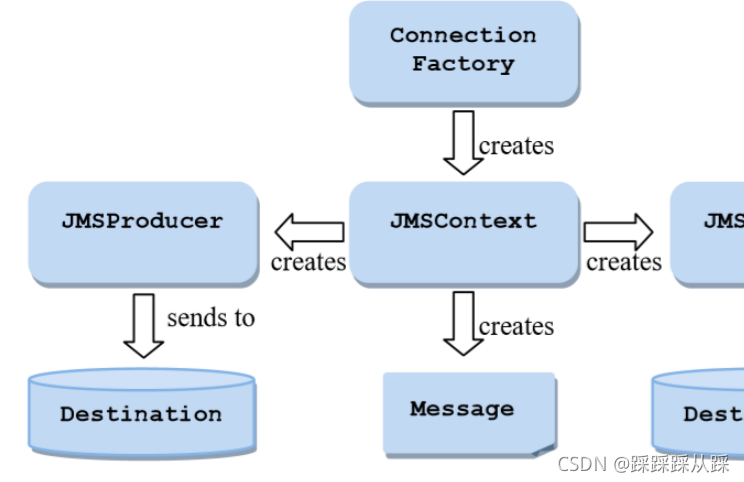 Connection
Factory
creates
JMSProducer
JMSContext
JMS
creates
creates
sends to
creates
Destination
Message
Dest
CSDN @踩踩踩从踩